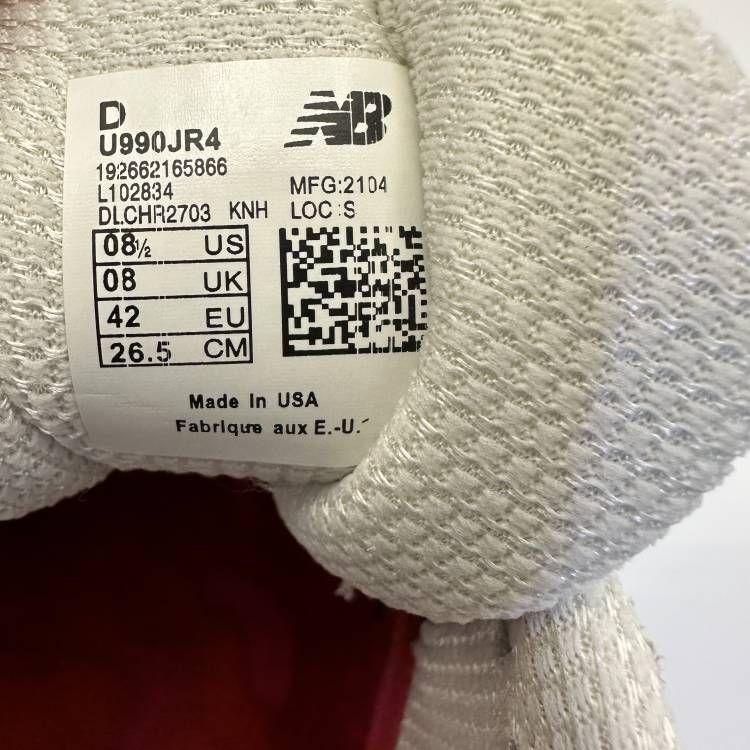 D
U990JR4
192662165866
L102834
DLCHR2703 KNH
NB
MFG:2104
LOC:S
08½ US
08 UK
42 EU
26.5 CM
Made in USA
Fabrique aux E.-U.